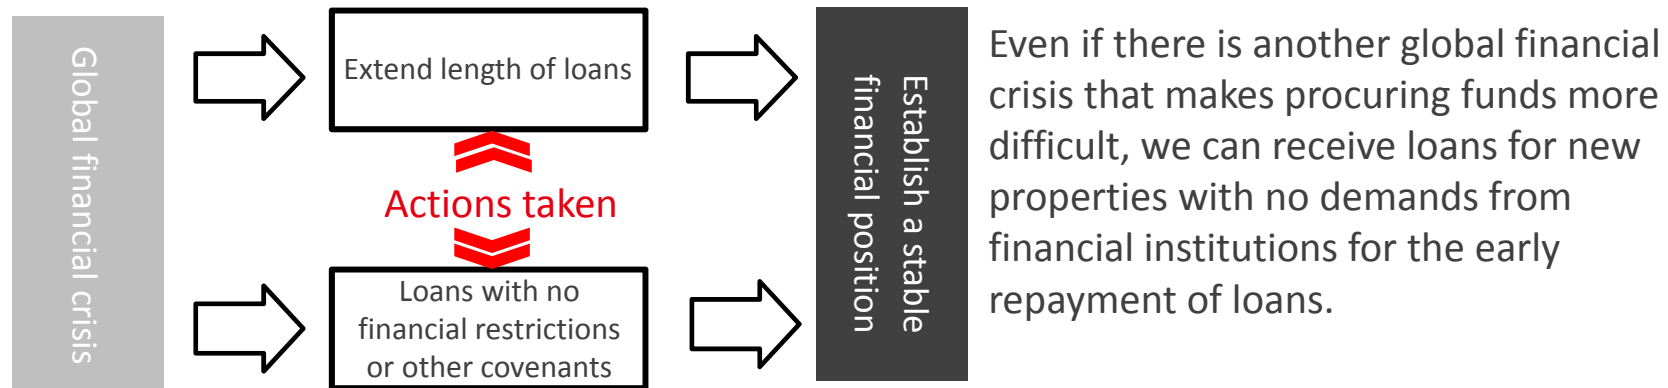 Global financial crisis
Extend length of loans
Actions taken
Loans with no
financial restrictions
or other covenants
Establish a stable
financial position
Even if there is another global financial
crisis that makes procuring funds more
difficult, we can receive loans for new
properties with no demands from
financial institutions for the early
repayment of loans.